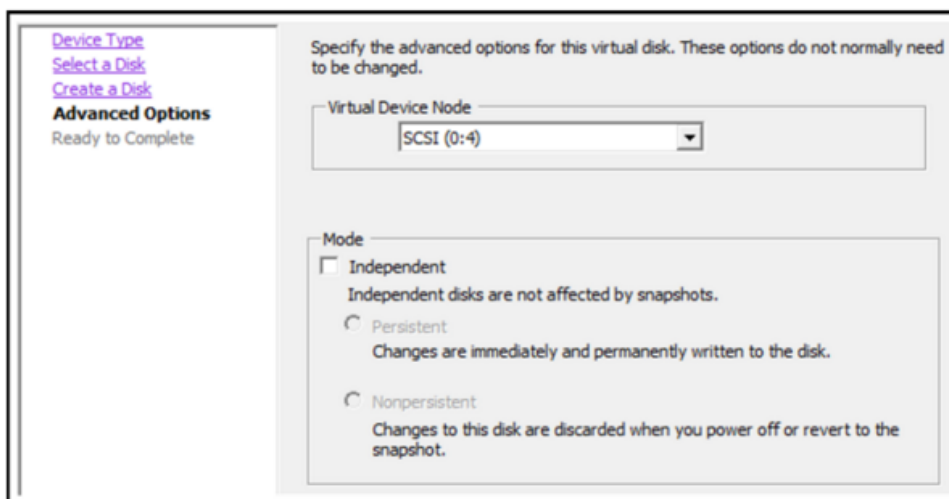 Device Type
Select a Disk
Create a Disk
Advanced Options
Ready to Complete
Specify the advanced options for this virtual disk. These options do not normally need
to be changed.
Virtual Device Node
SCSI (0:4)
Mode
Independent
Independent disks are not affected by snapshots.
Persistent
Changes are immediately and permanently written to the disk.
Nonpersistent
Changes to this disk are discarded when you power off or revert to the
snapshot.